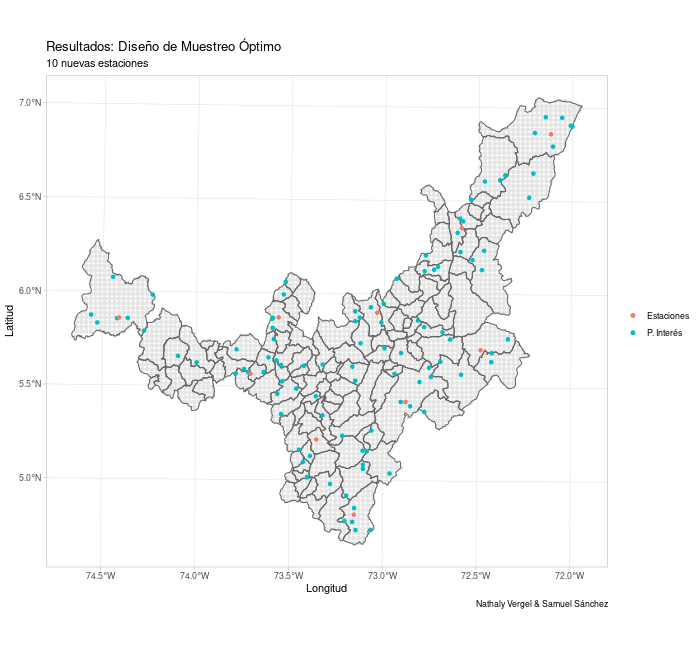 Resultados: Diseño de Muestreo Óptimo
10 nuevas estaciones
7.0°N
6.5°N
6.0°N
5.5°N
5.0°N
Latitud
74.5°W
74.0°W
73.5°W
73.0°W
72.5°W
72.0°W
Longitud
Estaciones
P. Interés
Nathaly Vergel & Samuel Sánchez